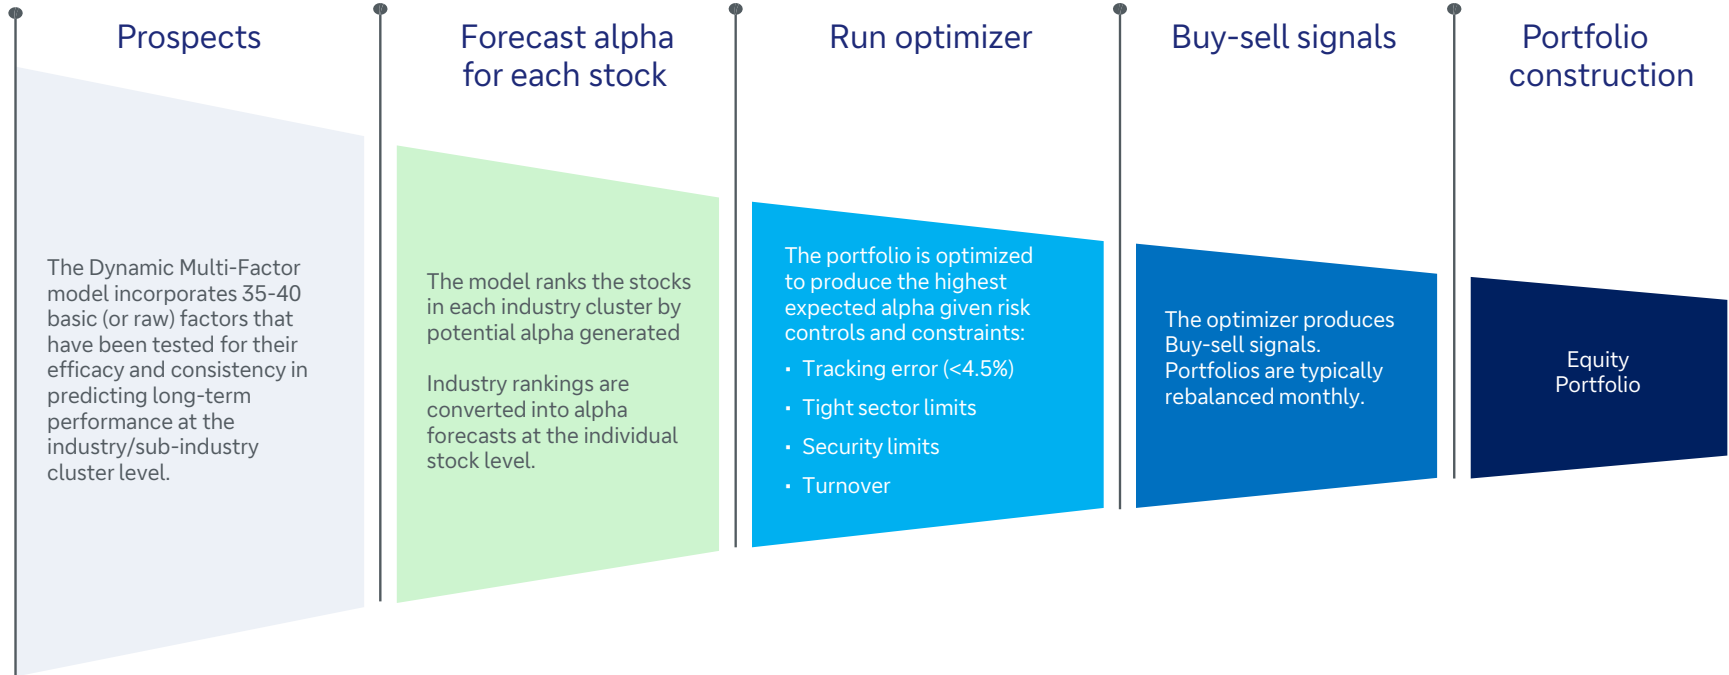 Prospects
The Dynamic Multi-Factor
model incorporates 35-40
basic (or raw) factors that
have been tested for their
efficacy and consistency in
predicting long-term
performance at the
industry/sub-industry
cluster level.
Forecast alpha
for each stock
The model ranks the stocks
in each industry cluster by
potential alpha generated
Industry rankings are
converted into alpha
forecasts at the individual
stock level.
Run optimizer
The portfolio is optimized
to produce the highest
expected alpha given risk
controls and constraints:
· Tracking error (<4.5%)
· Tight sector limits
· Security limits
· Turnover
Buy-sell signals
The optimizer produces
Buy-sell signals.
Portfolios are typically
rebalanced monthly.
Portfolio
construction
Equity
Portfolio